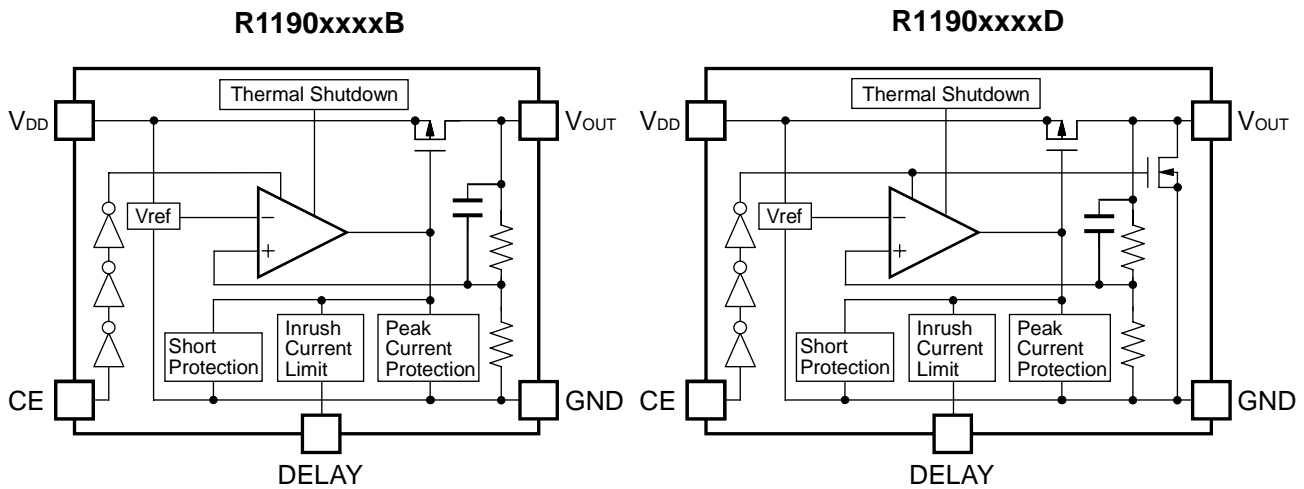 R1190xxxxB
Thermal Shutdown
VDD
VOUT
Vref
−
+
Short
Protection
Inrush
Current
Limit
Peak
Current
Protection
CE
GND
DELAY
R1190xxxxD
Thermal Shutdown
VDD
VOUT
Vref
−
+
Short
Protection
Inrush
Current
Limit
Peak
Current
Protection
CE
GND
DELAY